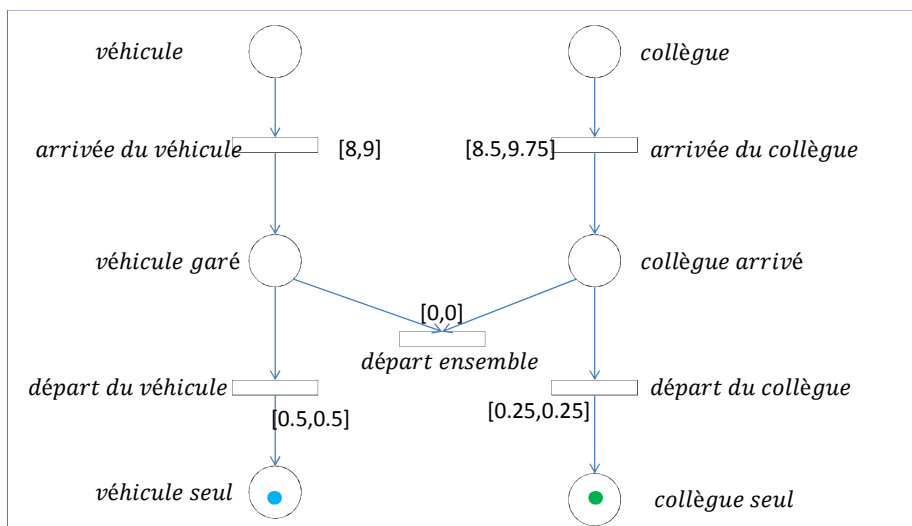 véhicule
collègue
arrivée du véhicule
[8,9]
[8.5,9.75]
arrivée du collègue
véhicule garé
collègue arrivé
[0,0]
départ ensemble
départ du véhicule
départ du collègue
[0.5,0.5]
[0.25,0.25]
véhicule seul
collègue seul